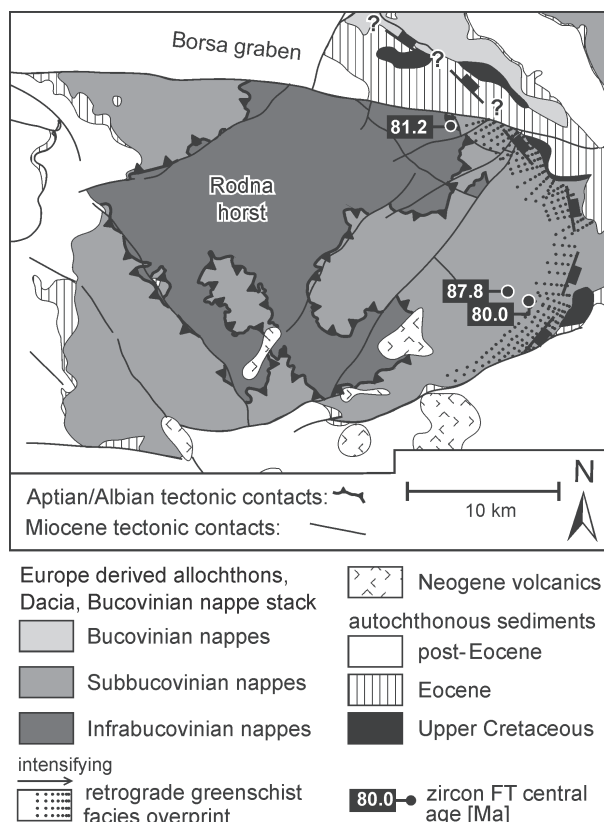 Borsa graben
?
?
?
81.2
Rodna
horst
87.8
80.0
N
Aptian/Albian tectonic contacts:
Miocene tectonic contacts:
10 km
Europe derived allochthons,
Dacia, Bucovinian nappe stack
Bucovinian nappes
Subbucovinian nappes
Infrabucovinian nappes
intensifying
retrograde greenschist
facies overprint
Neogene volcanics
autochthonous sediments
post-Eocene
Eocene
Upper Cretaceous
80.0
zircon FT central
age [Ma]